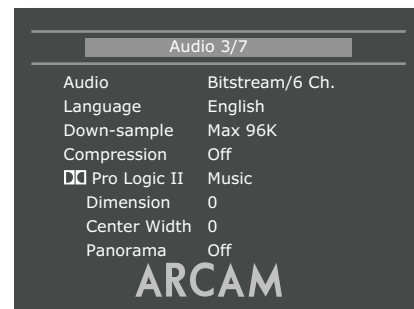 Audio 3/7
Audio Bitstream/6 Ch.
Language English
Down-sample Max 96K
Compression Off
Pro Logic II Music
Dimension 0
Center Width 0
Panorama Off
ARCAM